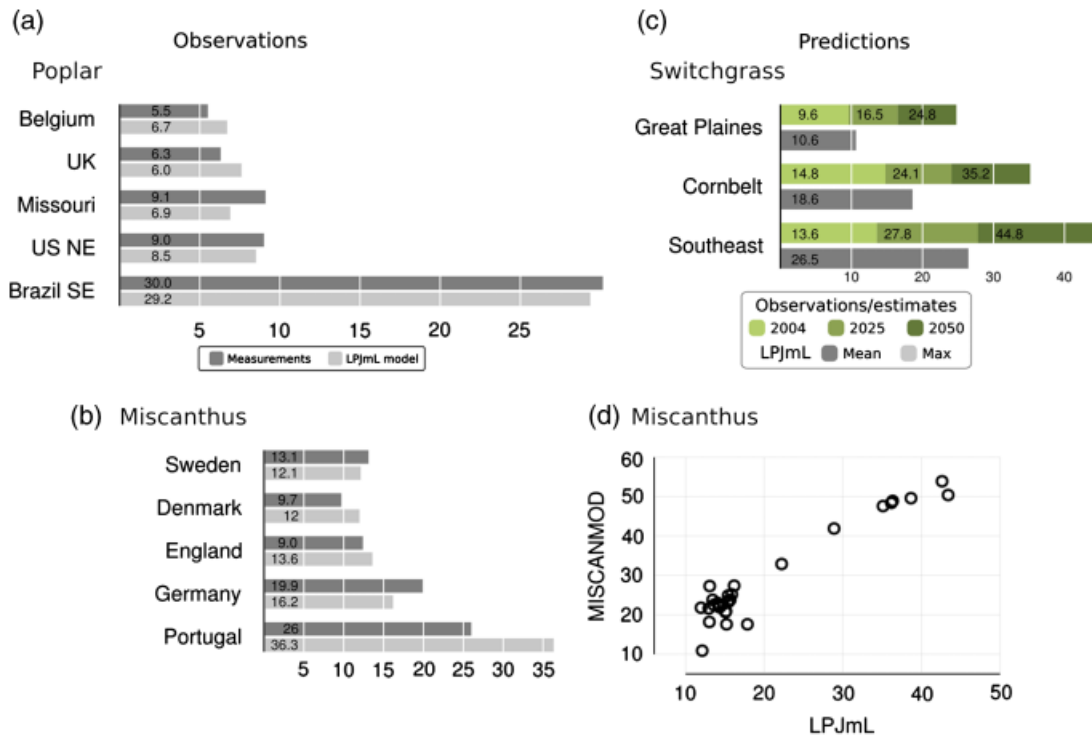 (a)
Observations
Poplar
Belgium
5.5
6.7
UK
6.3
6.0
Missouri
9.1
6.9
US NE
9.0
8.5
Brazil SE
30.0
29.2
5 10 15 20 25
Measurements LPJmL model
(c)
Predictions
Switchgrass
Great Plaines
9.6 16.5 24.8
10.6
Cornbelt
14.8 24.1 35.2
18.6
Southeast
13.6 27.8 44.8
26.5
10 20 30 40
Observations/estimates
2004 2025 2050
LPJmL Mean Max
(b) Miscanthus
Sweden
13.1
12.1
Denmark
9.7
12
England
9.0
13.6
Germany
19.9
16.2
Portugal
26
36.3
5 10 15 20 25 30 35
(d) Miscanthus
MISCANMOD
60
50
40
30
20
10
10 20 30 40 50
LPJmL